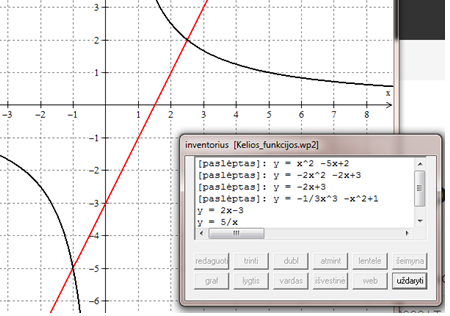 3
2
1
x
-3 -2 -1 1 2 3 4 5 6 7 8
-1
-2
-3
-4
-5
-6
inventorius [Kelios_funkcijos.wp2]
[paslėptas]: y = x^2 -5x+2
[paslėptas]: y = -2x^2 -2x+3
[paslėptas]: y = -2x+3
[paslėptas]: y = -1/3x^3 -x^2+1
y = 2x-3
y = 5/x
redaguoti trinti dubl atmint lentelė šeimyna
graf lygtis vardas išvestinė web uždaryti